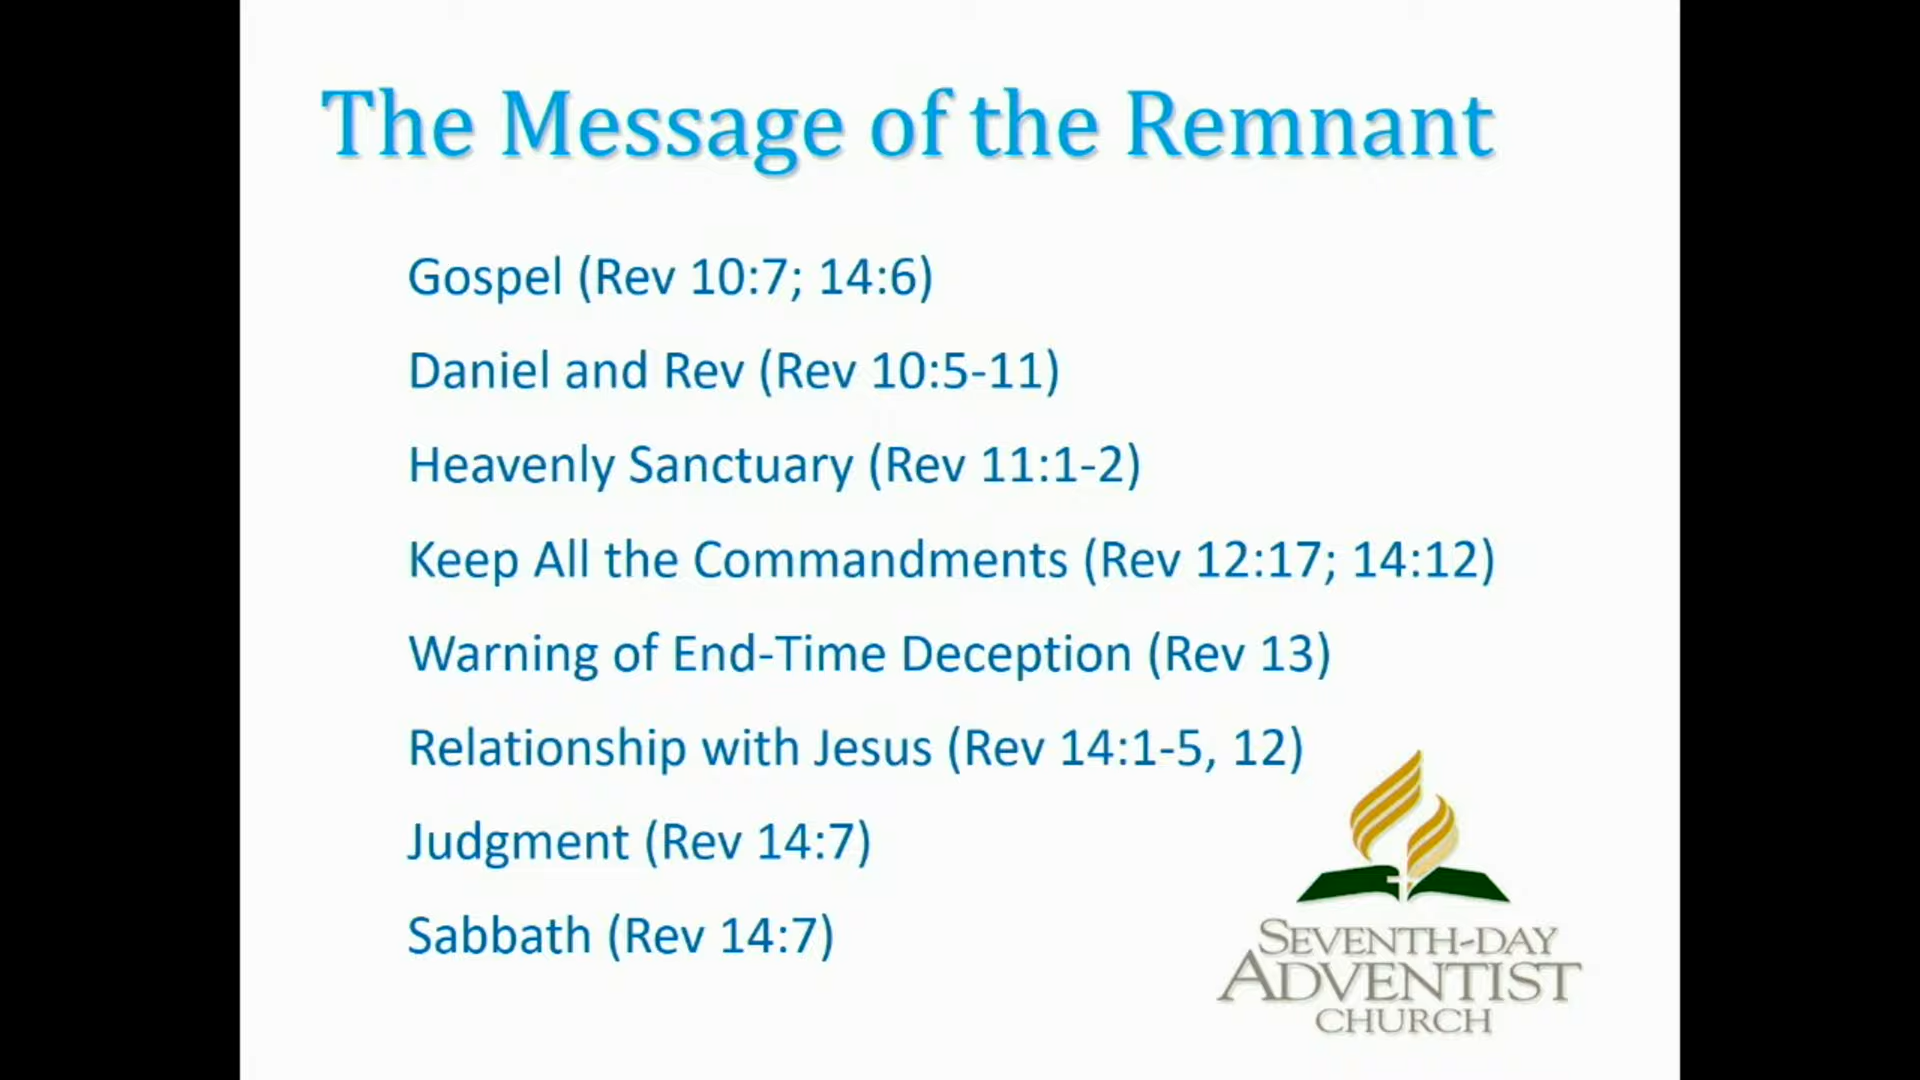 The Message of the Remnant
Gospel (Rev 10:7; 14:6)
Daniel and Rev (Rev 10:5-11)
Heavenly Sanctuary (Rev 11:1-2)
Keep All the Commandments (Rev 12:17; 14:12)
Warning of End-Time Deception (Rev 13)
Relationship with Jesus (Rev 14:1-5, 12)
Judgment (Rev 14:7)
Sabbath (Rev 14:7)
SEVENTH-DAY
ADVENTIST
CHURCH